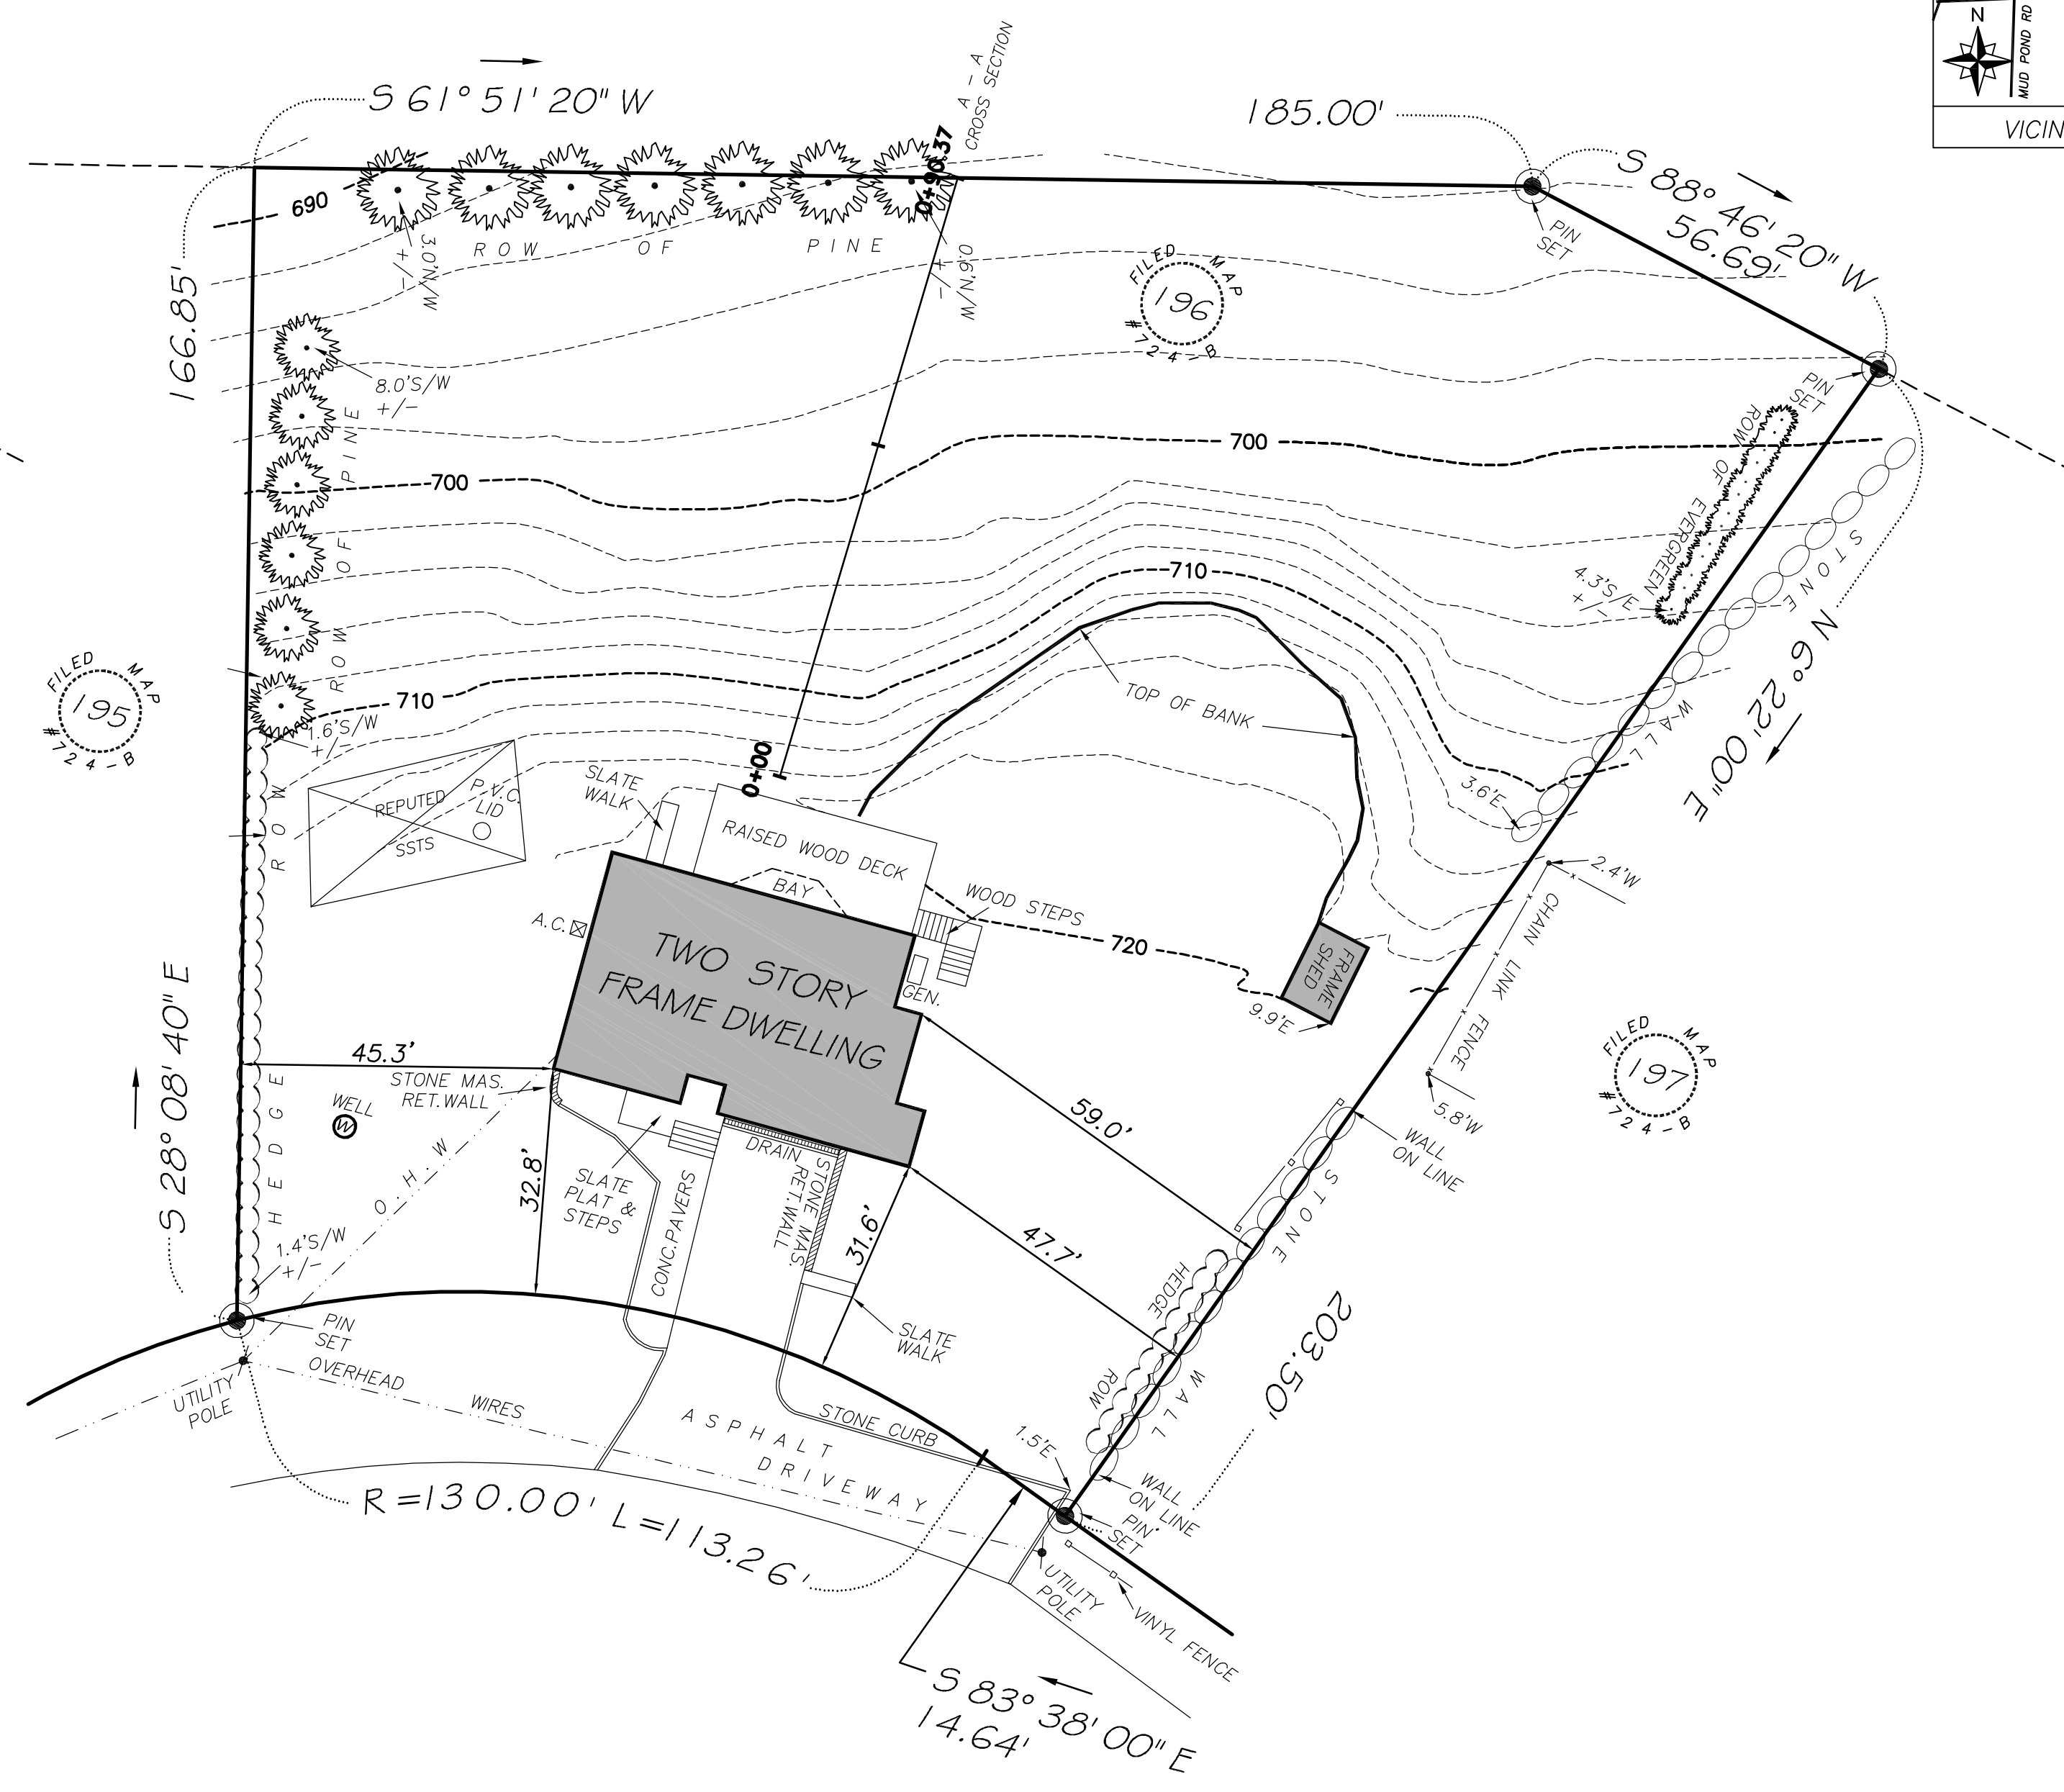 N
MUD POND RD
VICIN
A - A
CROSS SECTION
S 61° 51' 20" W
185.00'
S 88° 46' 20" W
56.69'
PIN
SET
0+90.37
690
ROW OF PINE
3.0'N/W
+/-
0.6'N/W
+/-
FILED MAP
196
#724-B
166.85'
8.0'S/W
+/-
ROW OF PINE
PIN
SET
ROW OF EVERGREEN
700
700
STONE WALL
4.3'S/E
+/-
N 6° 22' 00" E
710
710
FILED MAP
195
#724-B
1.6'S/W
+/-
TOP OF BANK
0+00
3.6'E
SLATE
WALK
REPUTED
SSTS
P.V.C.
LID
RAISED WOOD DECK
BAY
WOOD STEPS
2.4'W
CHAIN LINK FENCE
A.C.
720
FRAME
SHED
TWO STORY
FRAME DWELLING
GEN.
9.9'E
FILED MAP
197
#724-B
S 28° 08' 40" E
ROW HEDGE
45.3'
STONE MAS.
RET.WALL
WELL
W
59.0'
5.8'W
WALL
ON LINE
O.H.W
32.8'
DRAIN
SLATE
PLAT &
STEPS
CONC.PAVERS
STONE MAS.
RET.WALL
31.6'
47.7'
STONE WALL
HEDGE
ROW
1.4'S/W
+/-
203.50'
PIN
SET
SLATE
WALK
OVERHEAD WIRES
UTILITY
POLE
STONE CURB
ASPHALT
DRIVEWAY
1.5'E
WALL
ON LINE
PIN
SET
R =130.00' L =113.26'
UTILITY
POLE
VINYL FENCE
S 83° 38' 00" E
14.64'